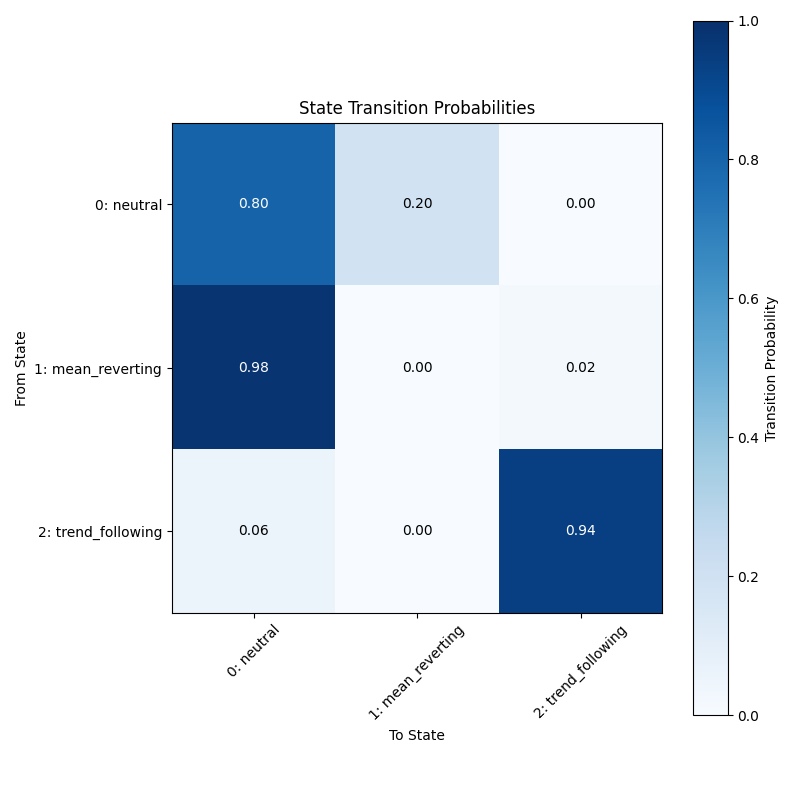 State Transition Probabilities
1.0
0.8
0.6
0.4
0.2
0.0
Transition Probability
From State
0: neutral
0.80
0.20
0.00
1: mean_reverting
0.98
0.00
0.02
2: trend_following
0.06
0.00
0.94
0: neutral
1: mean_reverting
2: trend_following
To State